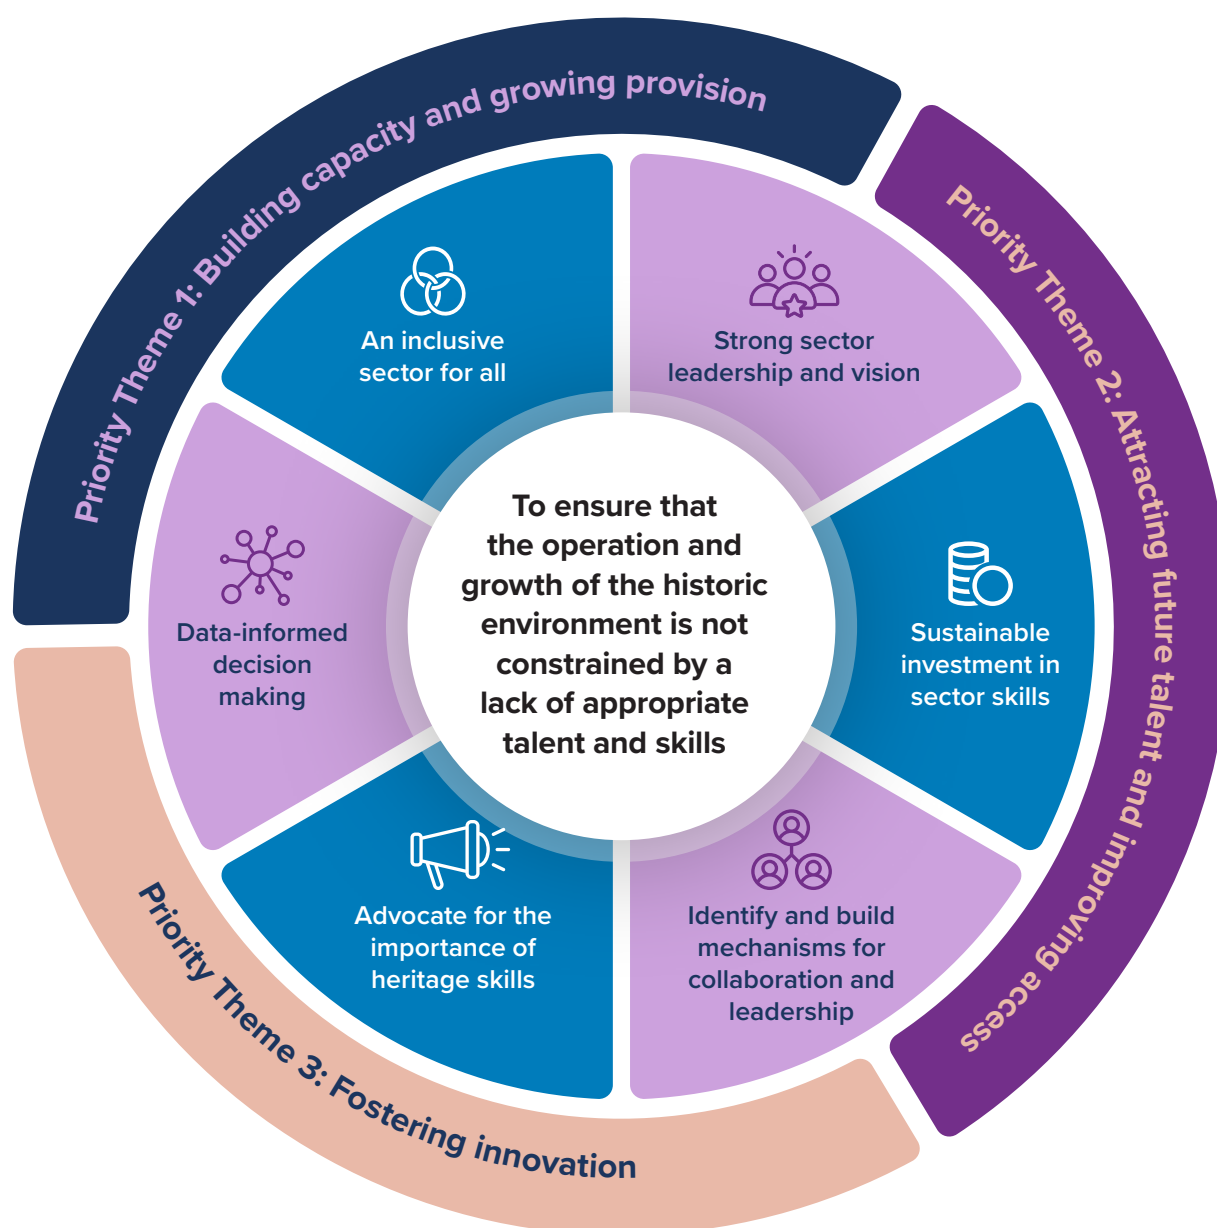 Priority Theme 1: Building capacity and growing provision
Priority Theme 2: Attracting future talent and improving access
Priority Theme 3: Fostering innovation
An inclusive
sector for all
Strong sector
leadership and vision
Sustainable
investment in
sector skills
Identify and build
mechanisms for
collaboration and
leadership
Advocate for the
importance of
heritage skills
Data-informed
decision
making
To ensure that
the operation and
growth of the historic
environment is not
constrained by a
lack of appropriate
talent and skills